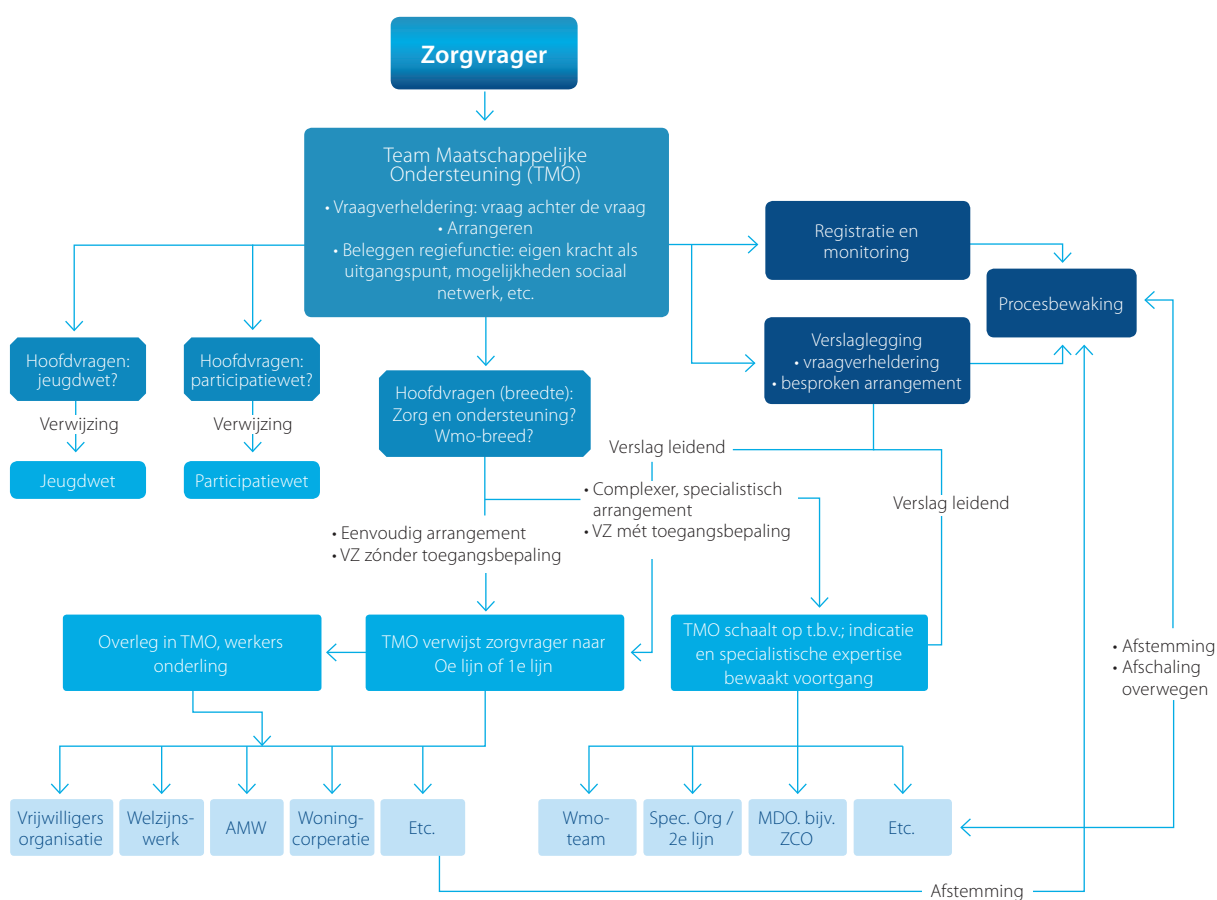 Zorgvrager
Team Maatschappelijke
Ondersteuning (TMO)
• Vraagverheldering: vraag achter de vraag
• Arrangeren
• Beleggen regiefunctie: eigen kracht als
uitgangspunt, mogelijkheden sociaal
netwerk, etc.
Registratie en
monitoring
Procesbewaking
Verslaglegging
• vraagverheldering
• besproken arrangement
Hoofdvragen:
jeugdwet?
Hoofdvragen:
participatiewet?
Hoofdvragen (breedte):
Zorg en ondersteuning?
Wmo-breed?
Verwijzing
Verwijzing
Jeugdwet
Participatiewet
Verslag leidend
• Complexer, specialistisch
arrangement
• VZ mét toegangsbepaling
Verslag leidend
• Eenvoudig arrangement
• VZ zónder toegangsbepaling
Overleg in TMO, werkers
onderling
TMO verwijst zorgvrager naar
Oe lijn of 1e lijn
TMO schaalt op t.b.v.; indicatie
en specialistische expertise
bewaakt voortgang
• Afstemming
• Afschaling
overwegen
Vrijwilligers
organisatie
Welzijns-
werk
AMW
Woning-
corperatie
Etc.
Wmo-
team
Spec. Org /
2e lijn
MDO. bijv.
ZCO
Etc.
Afstemming